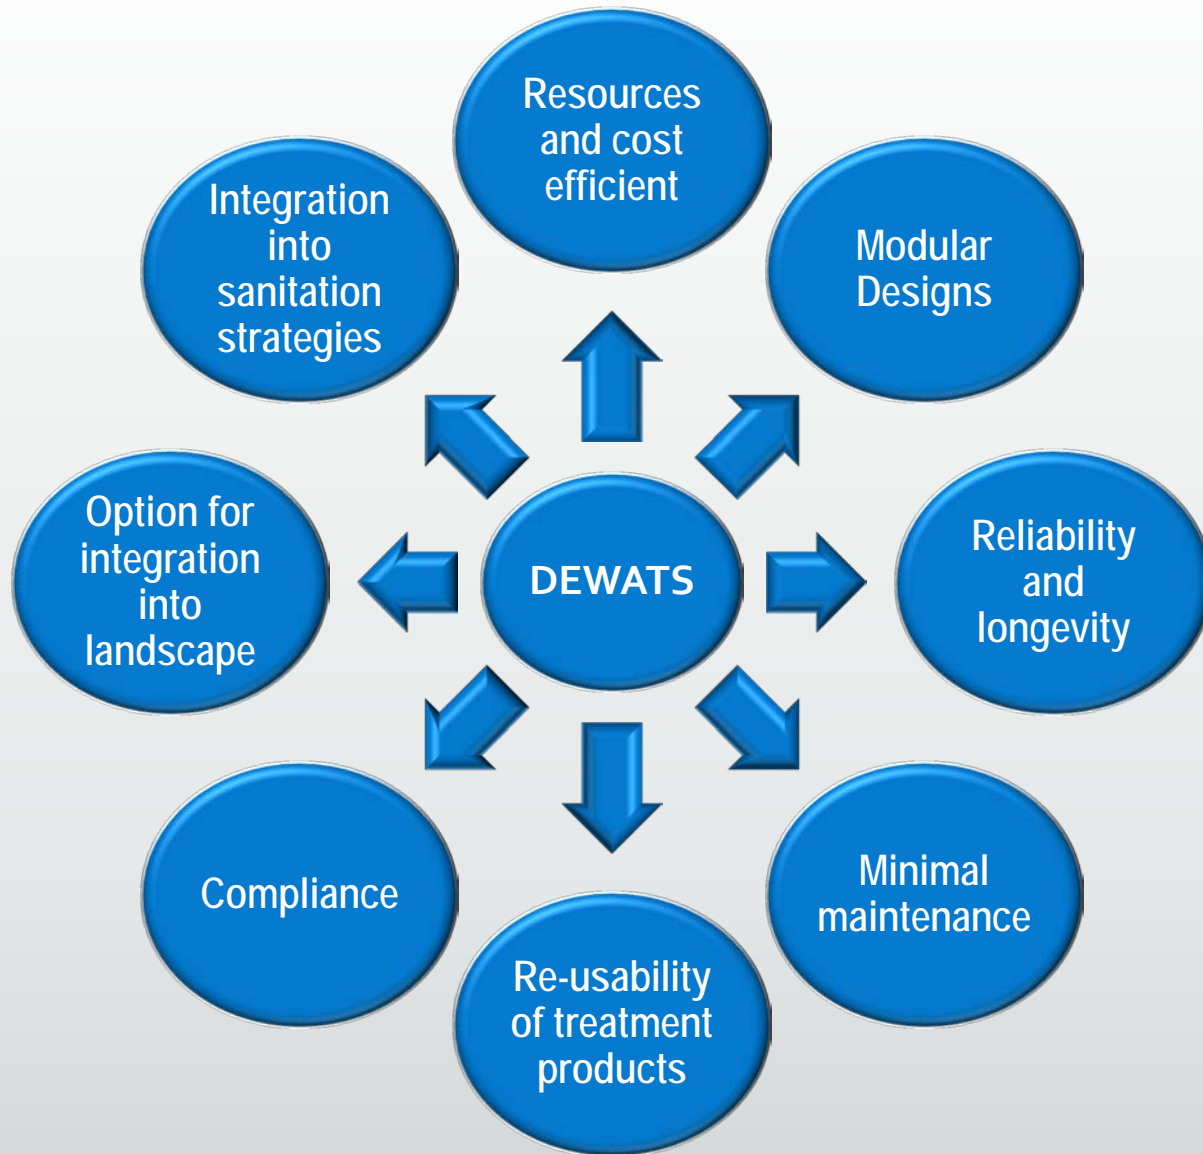 Resources
and cost
efficient
Modular
Designs
Reliability
and
longevity
Minimal
maintenance
Re-usability
of treatment
products
Compliance
Option for
integration
into
landscape
Integration
into
sanitation
strategies
DEWATS